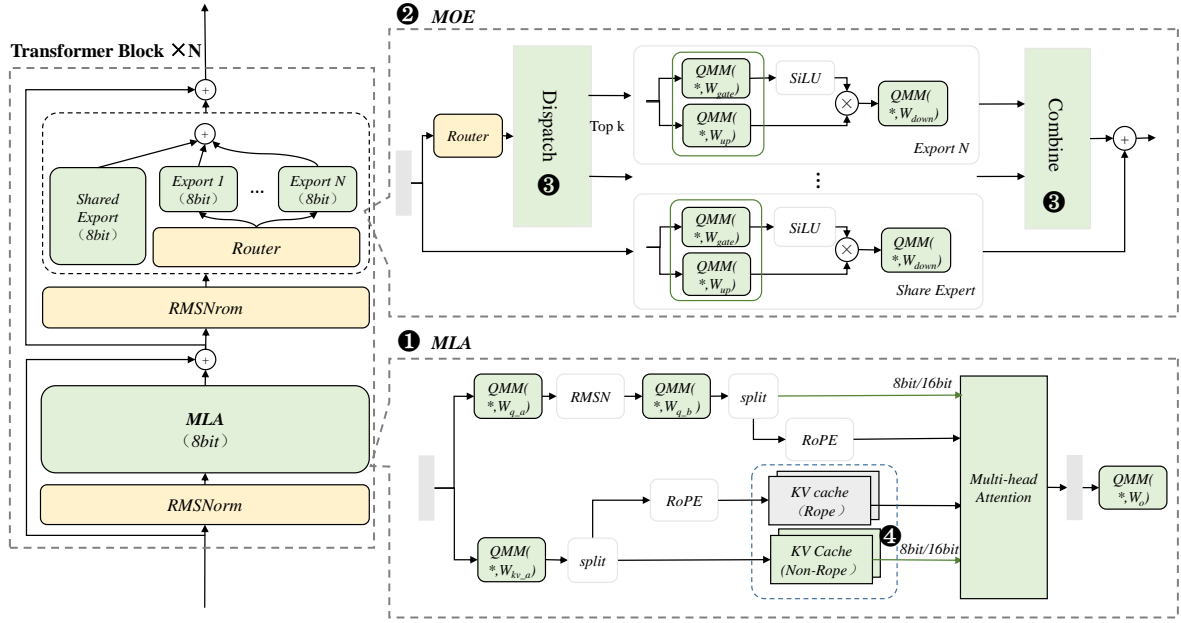 Transformer Block ×N
+
+
Shared
Export
（8bit）
Export 1
（8bit）
...
Export N
（8bit）
Router
RMSNrom
+
MLA
（8bit）
RMSNorm
❷ MOE
Router
Dispatch
❸
Top k
QMM(
*,W_gate)
SiLU
QMM(
*,W_up)
×
QMM(
*,W_down)
Export N
⋮
QMM(
*,W_gate)
SiLU
QMM(
*,W_up)
×
QMM(
*,W_down)
Share Expert
Combine
❸
+
❶ MLA
QMM(
*,W_q_a)
RMSN
QMM(
*,W_q_b)
split
8bit/16bit
RoPE
RoPE
KV cache
（Rope）
QMM(
*,W_kv_a)
split
KV Cache
(Non-Rope）
❹
8bit/16bit
Multi-head
Attention
QMM(
*,W_o)